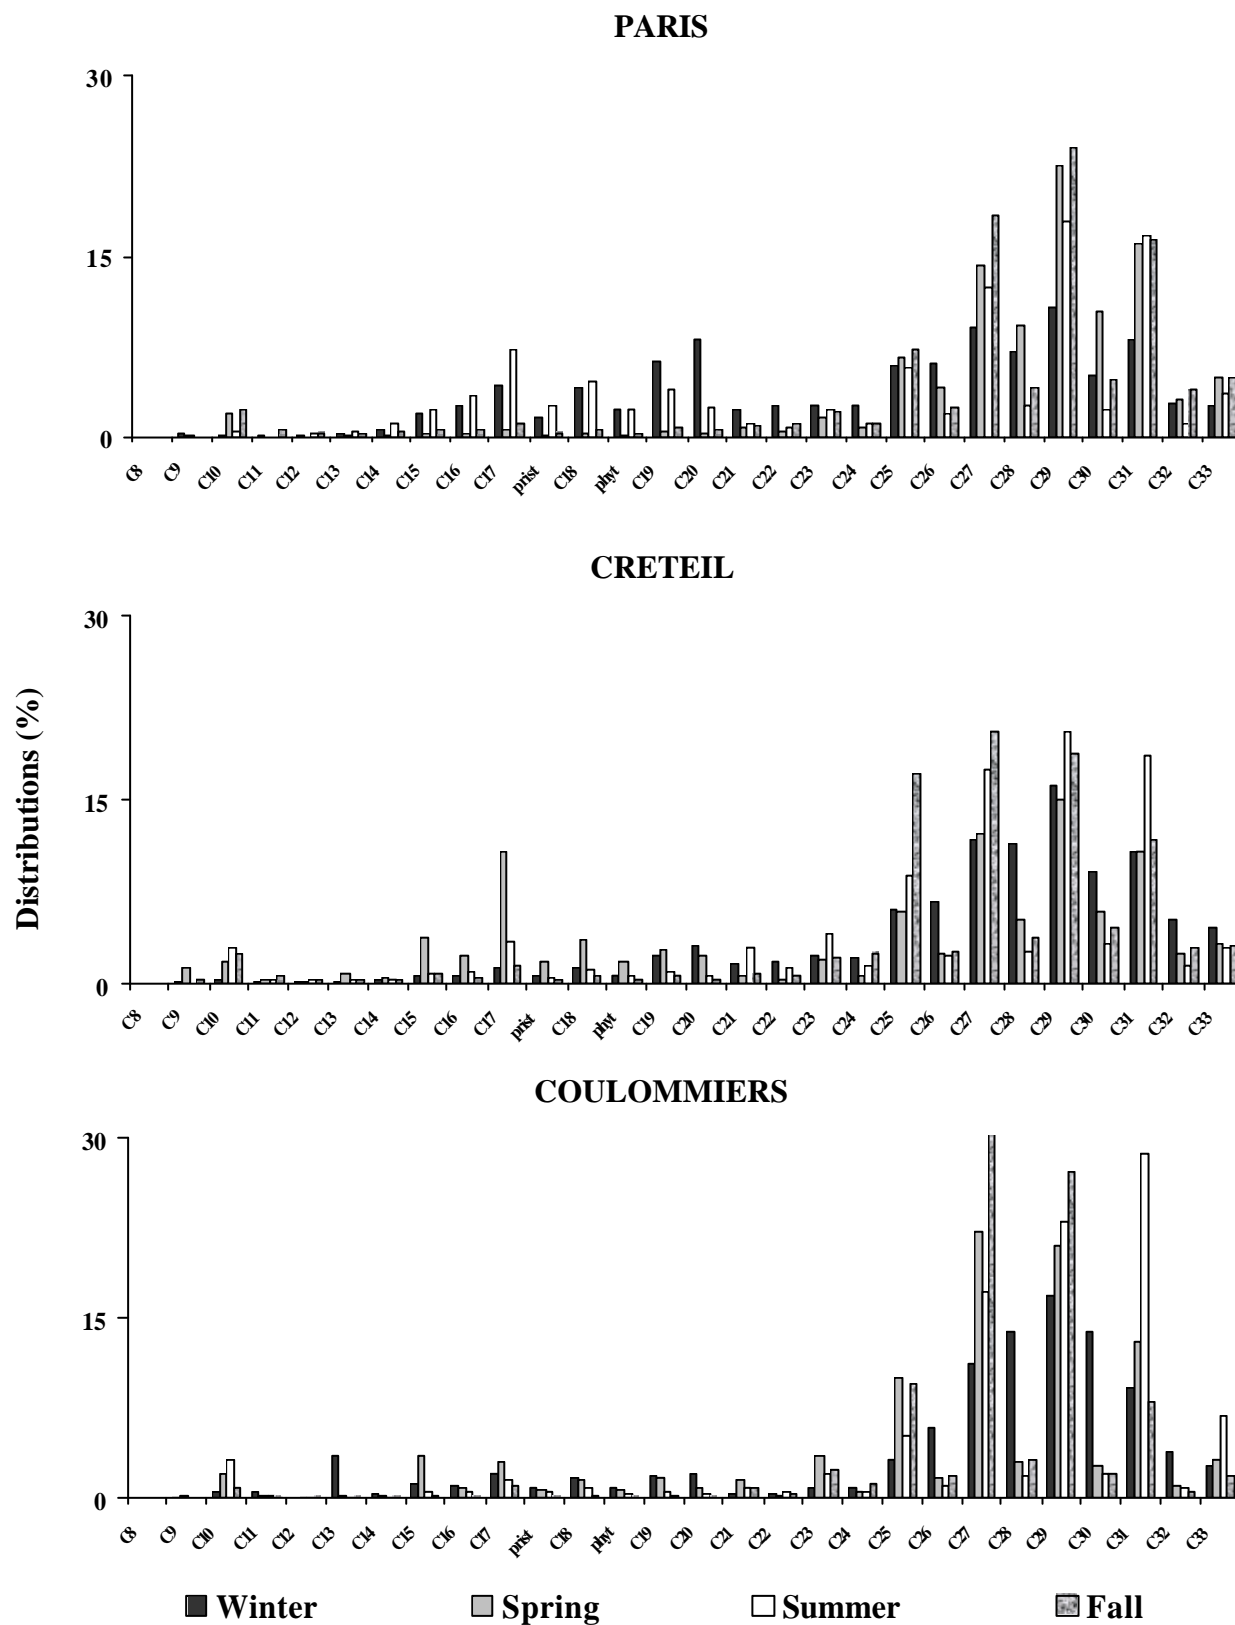 PARIS
30
15
0
C8 C9 C10 C11 C12 C13 C14 C15 C16 C17 prist C18 phyt C19 C20 C21 C22 C23 C24 C25 C26 C27 C28 C29 C30 C31 C32 C33
CRETEIL
30
15
0
C8 C9 C10 C11 C12 C13 C14 C15 C16 C17 prist C18 phyt C19 C20 C21 C22 C23 C24 C25 C26 C27 C28 C29 C30 C31 C32 C33
Distributions (%)
COULOMMIERS
30
15
0
C8 C9 C10 C11 C12 C13 C14 C15 C16 C17 prist C18 phyt C19 C20 C21 C22 C23 C24 C25 C26 C27 C28 C29 C30 C31 C32 C33
Winter Spring Summer Fall